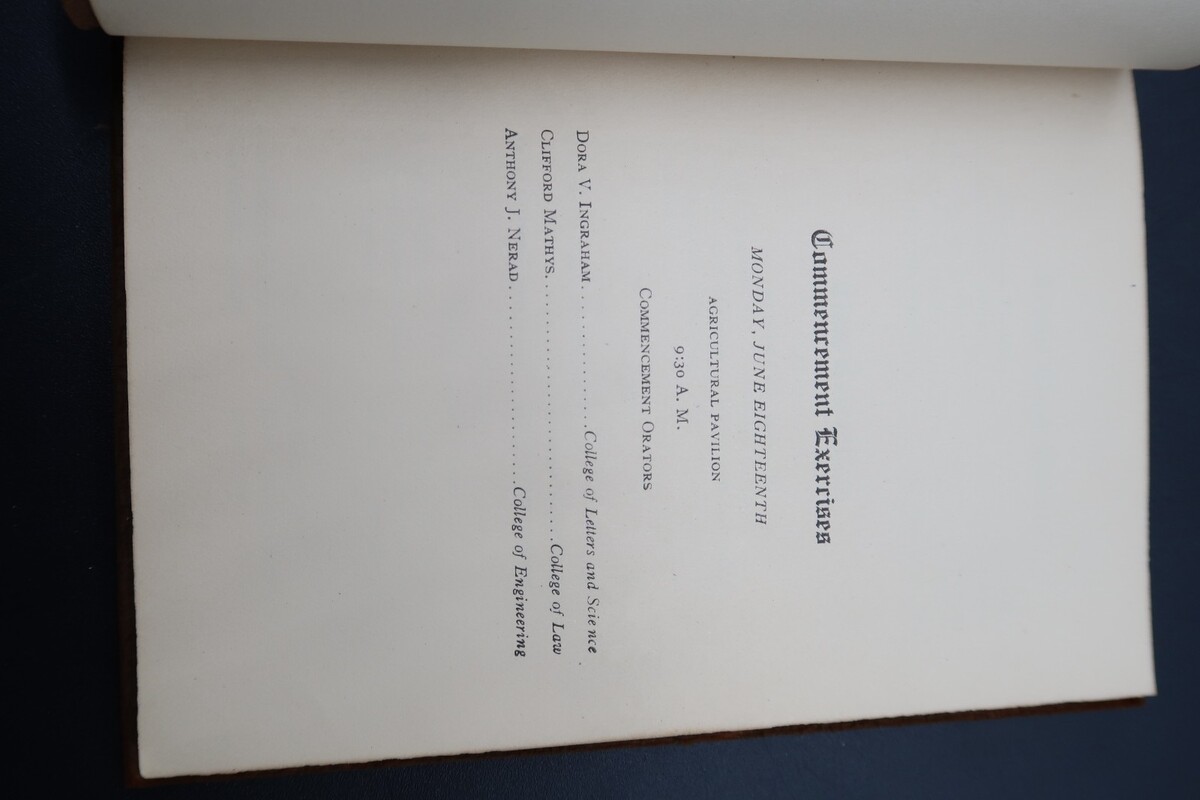 Commencement Exercises
MONDAY, JUNE EIGHTEENTH
AGRICULTURAL PAVILION
9:30 A. M.
COMMENCEMENT ORATORS
DORA V. INGRAHAM...............College of Letters and Science
CLIFFORD MATHYS..............................College of Law
ANTHONY J. NERAD......................College of Engineering